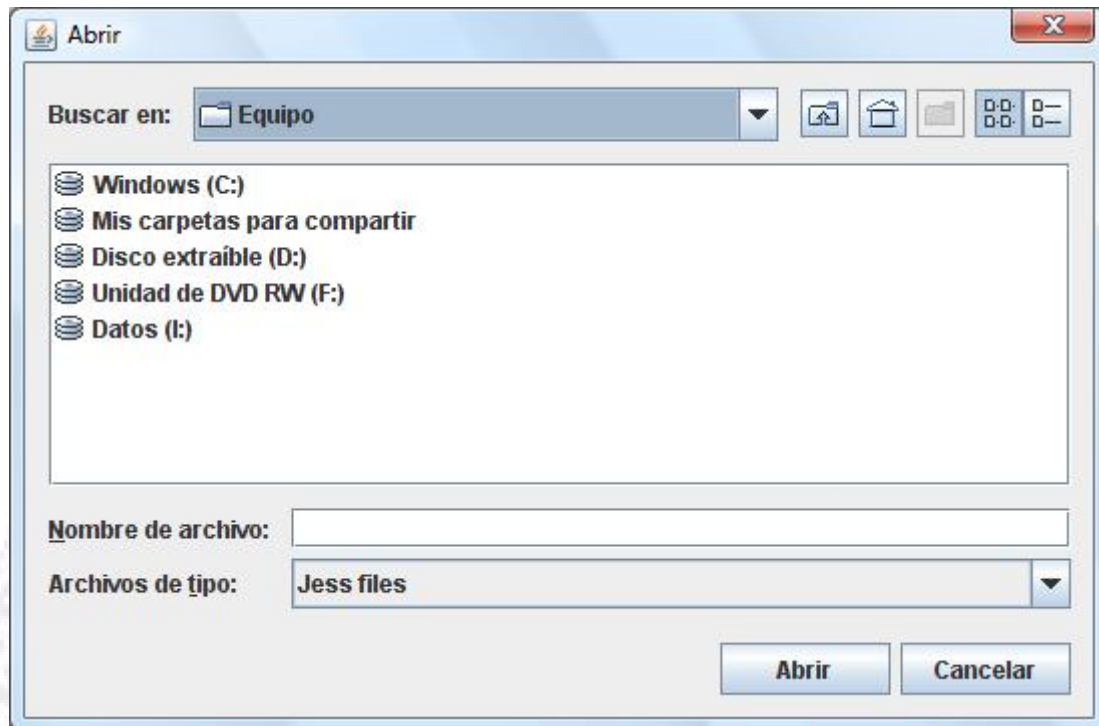 Abrir
Buscar en: Equipo
Windows (C:)
Mis carpetas para compartir
Disco extraíble (D:)
Unidad de DVD RW (F:)
Datos (I:)
Nombre de archivo:
Archivos de tipo: Jess files
Abrir Cancelar